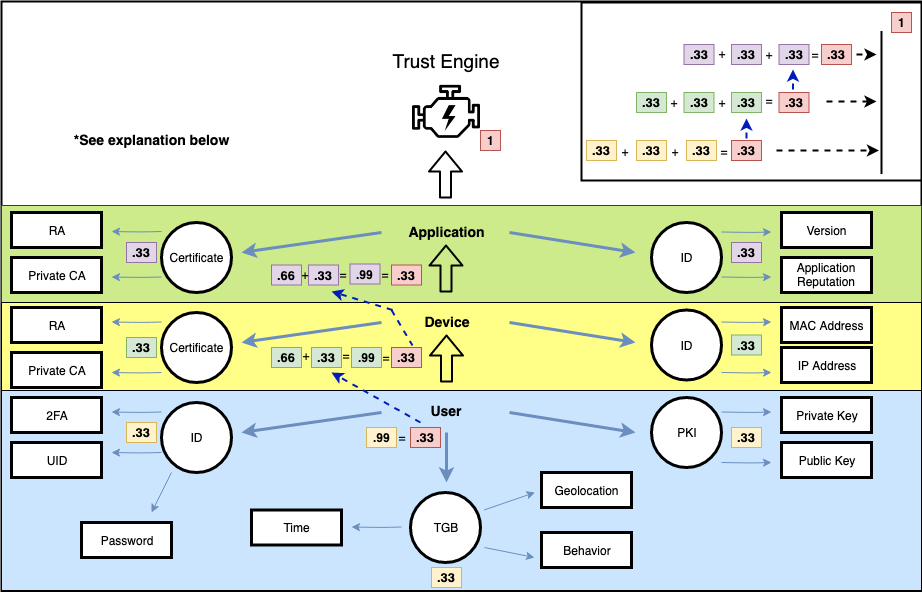 1
.33 + .33 + .33 = .33
.33 + .33 + .33 = .33
.33 + .33 + .33 = .33
Trust Engine
*See explanation below
1
RA
Private CA
.33
Certificate
Application
.66 + .33 = .99 = .33
ID
.33
Version
Application
Reputation
RA
Private CA
.33
Certificate
Device
.66 + .33 = .99 = .33
ID
.33
MAC Address
IP Address
2FA
UID
.33
ID
Password
User
.99 = .33
PKI
.33
Private Key
Public Key
Time
TGB
.33
Geolocation
Behavior